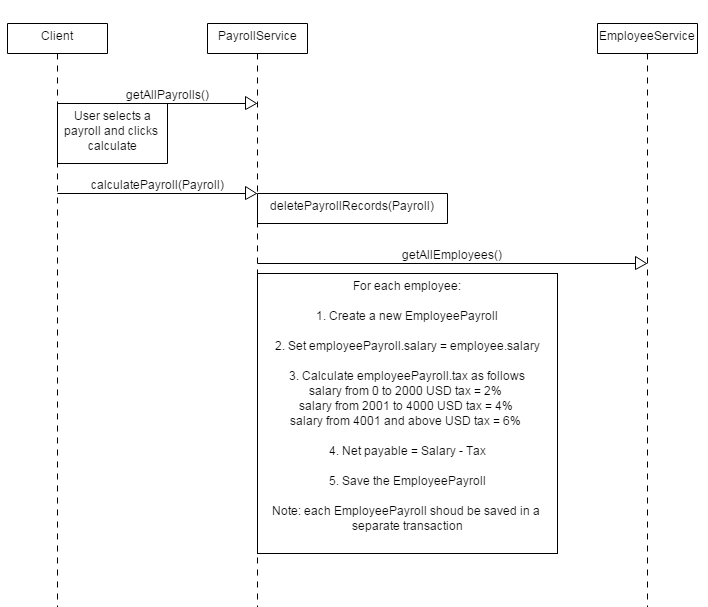 Client
PayrollService
EmployeeService
getAllPayrolls()
User selects a
payroll and clicks
calculate
calculatePayroll(Payroll)
deletePayrollRecords(Payroll)
getAllEmployees()
For each employee:
1. Create a new EmployeePayroll
2. Set employeePayroll.salary = employee.salary
3. Calculate employeePayroll.tax as follows
salary from 0 to 2000 USD tax = 2%
salary from 2001 to 4000 USD tax = 4%
salary from 4001 and above USD tax = 6%
4. Net payable = Salary - Tax
5. Save the EmployeePayroll
Note: each EmployeePayroll shoud be saved in a
separate transaction